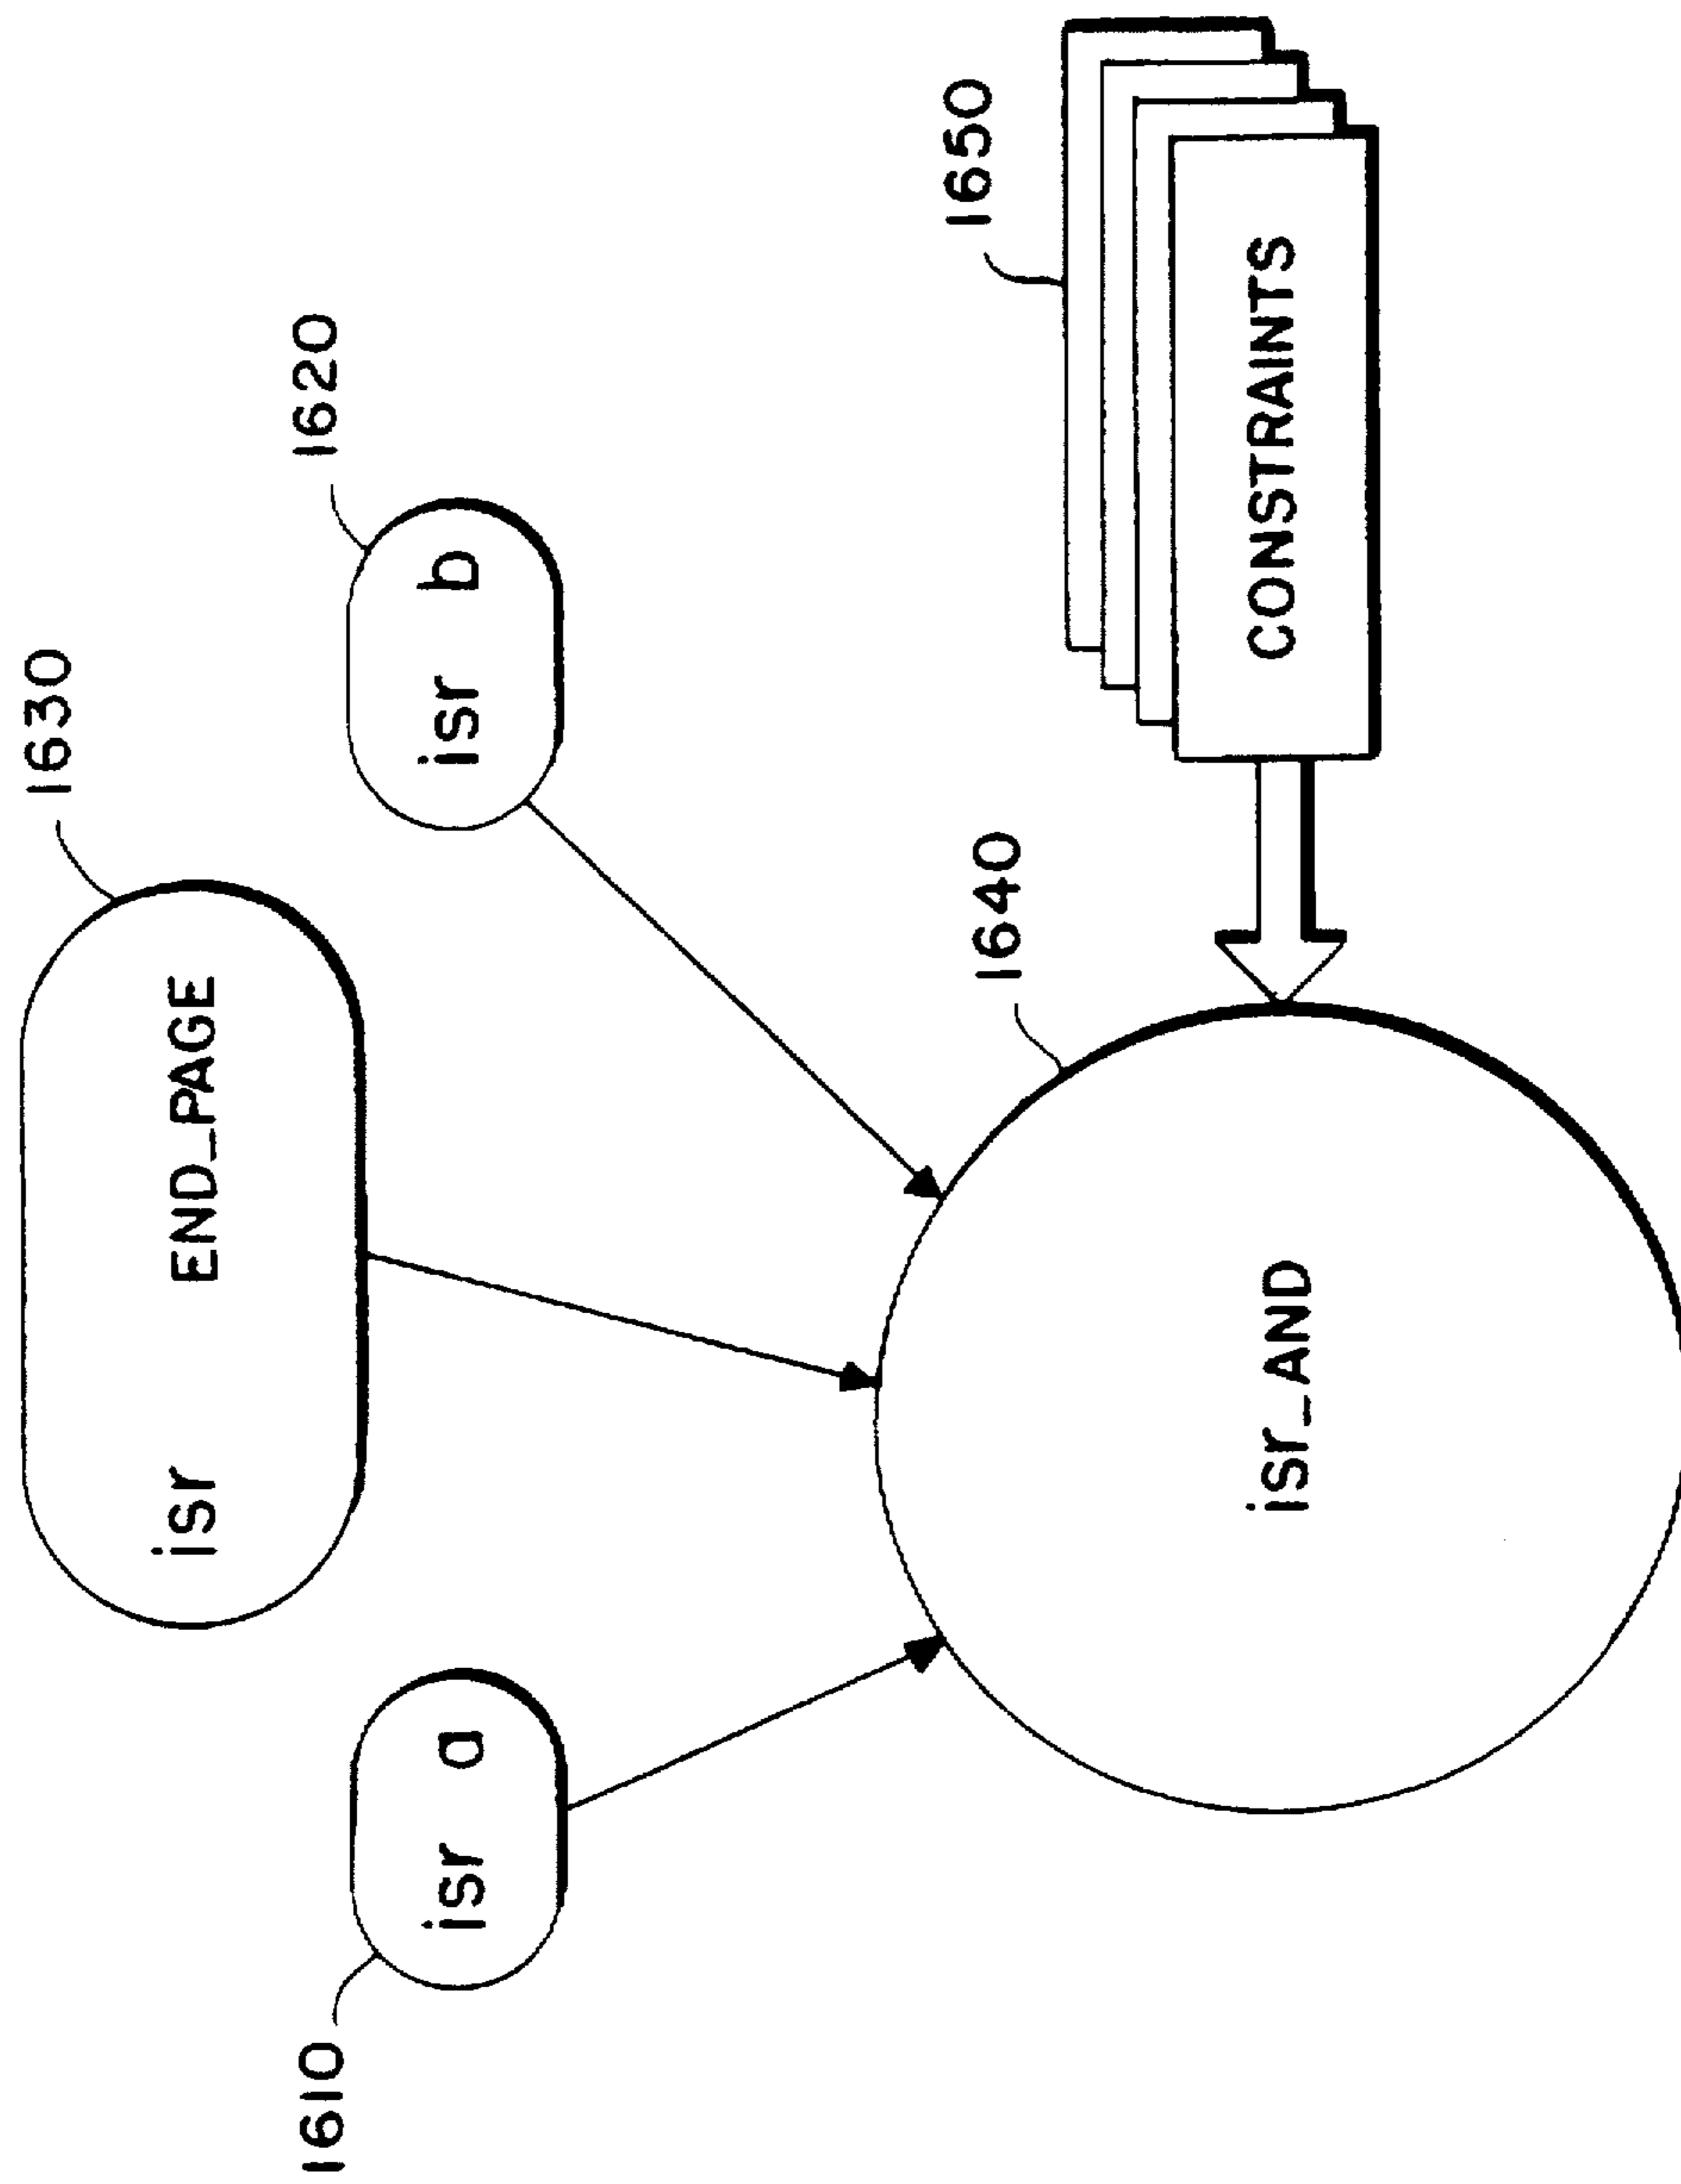 1630
isr END_PAGE
1610
isr a
1620
isr b
1640
isr_AND
1650
CONSTRAINTS